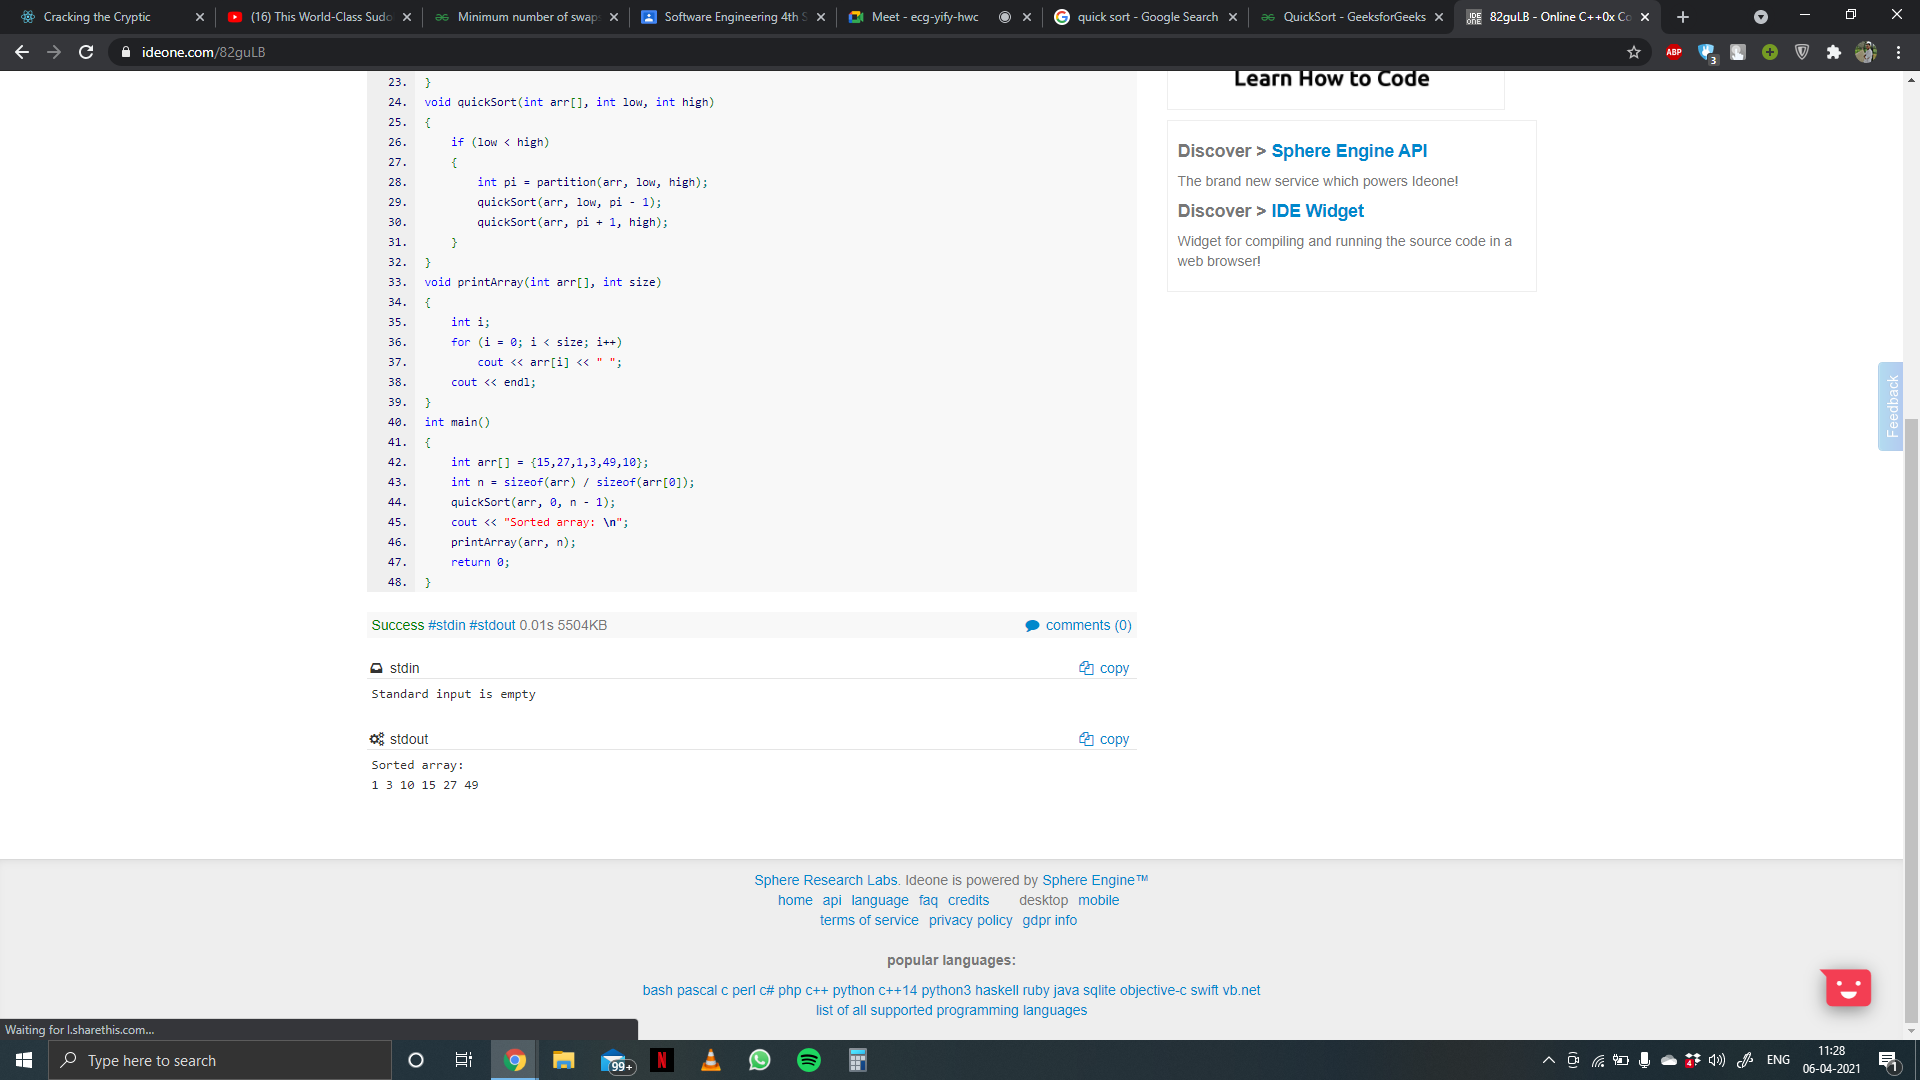 Cracking the Cryptic
(16) This World-Class Sudo
Minimum number of swap
Software Engineering 4th S
Meet - ecg-yify-hwc
quick sort - Google Search
QuickSort - GeeksforGeeks
82guLB - Online C++0x Co
ideone.com/82guLB
ABP
3
23. }
24. void quickSort(int arr[], int low, int high)
25. {
26. if (low < high)
27. {
28. int pi = partition(arr, low, high);
29. quickSort(arr, low, pi - 1);
30. quickSort(arr, pi + 1, high);
31. }
32. }
33. void printArray(int arr[], int size)
34. {
35. int i;
36. for (i = 0; i < size; i++)
37. cout << arr[i] << " ";
38. cout << endl;
39. }
40. int main()
41. {
42. int arr[] = {15,27,1,3,49,10};
43. int n = sizeof(arr) / sizeof(arr[0]);
44. quickSort(arr, 0, n - 1);
45. cout << "Sorted array: \n";
46. printArray(arr, n);
47. return 0;
48. }
Learn How to Code
Discover > Sphere Engine API
The brand new service which powers Ideone!
Discover > IDE Widget
Widget for compiling and running the source code in a
web browser!
Feedback
Success #stdin #stdout 0.01s 5504KB
comments (0)
stdin
copy
Standard input is empty
stdout
copy
Sorted array:
1 3 10 15 27 49
Sphere Research Labs. Ideone is powered by Sphere Engine™
home api language faq credits desktop mobile
terms of service privacy policy gdpr info
popular languages:
bash pascal c perl c# php c++ python c++14 python3 haskell ruby java sqlite objective-c swift vb.net
list of all supported programming languages
Waiting for l.sharethis.com...
Type here to search
99+
N
4
ENG
11:28
06-04-2021
1